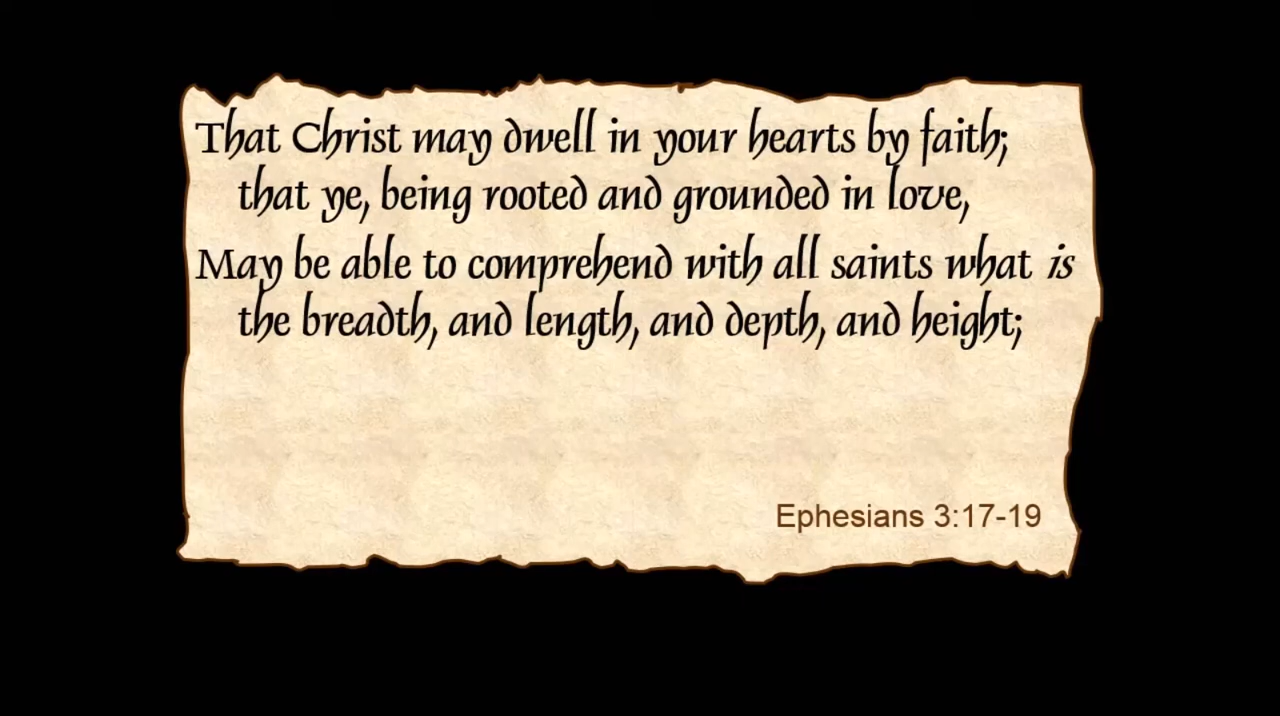 That Christ may dwell in your hearts by faith;
that ye, being rooted and grounded in love,
May be able to comprehend with all saints what is
the breadth, and length, and depth, and height;
Ephesians 3:17-19